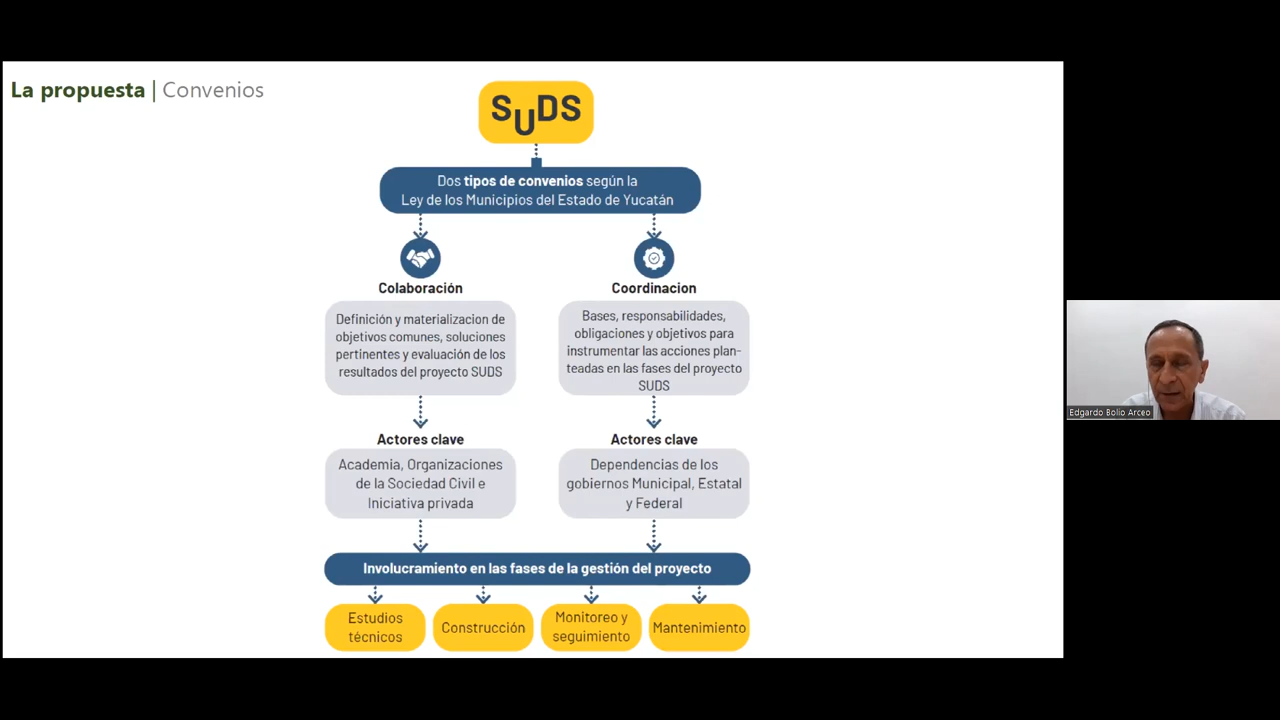 La propuesta | Convenios
SUDS
Dos tipos de convenios según la
Ley de los Municipios del Estado de Yucatán
Colaboración
Definición y materializacion de
objetivos comunes, soluciones
pertinentes y evaluación de los
resultados del proyecto SUDS
Actores clave
Academia, Organizaciones
de la Sociedad Civil e
Iniciativa privada
Coordinacion
Bases, responsabilidades,
obligaciones y objetivos para
instrumentar las acciones plan-
teadas en las fases del proyecto
SUDS
Actores clave
Dependencias de los
gobiernos Municipal, Estatal
y Federal
Involucramiento en las fases de la gestión del proyecto
Estudios
técnicos
Construcción
Monitoreo y
seguimiento
Mantenimiento
Edgardo Bolio Arceo